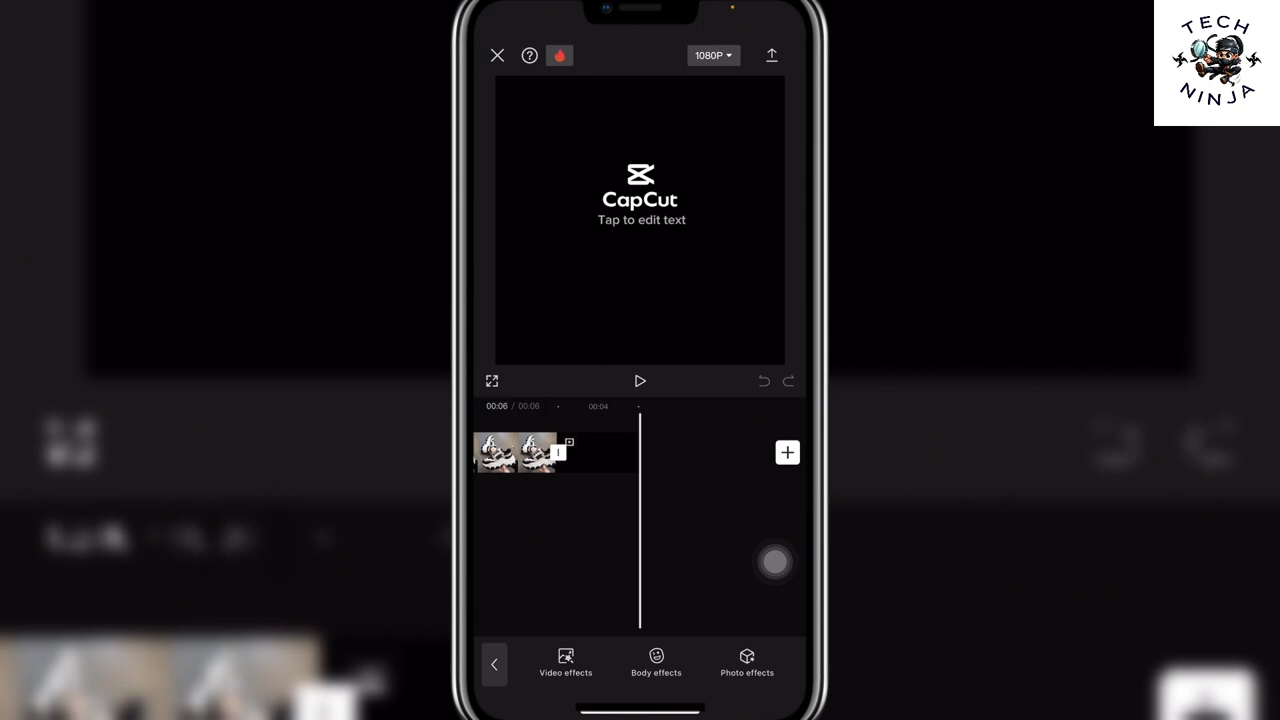 TECH
NINJA
1080P
CapCut
Tap to edit text
00:06 / 00:06
00:04
Video effects
Body effects
Photo effects